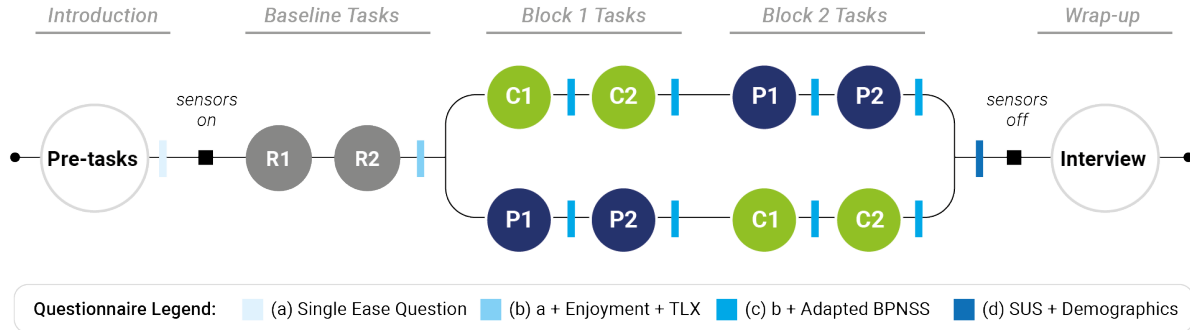 Introduction
Baseline Tasks
Block 1 Tasks
Block 2 Tasks
Wrap-up
Pre-tasks
sensors
on
R1
R2
C1
C2
P1
P2
P1
P2
C1
C2
sensors
off
Interview
Questionnaire Legend:
(a) Single Ease Question
(b) a + Enjoyment + TLX
(c) b + Adapted BPNSS
(d) SUS + Demographics